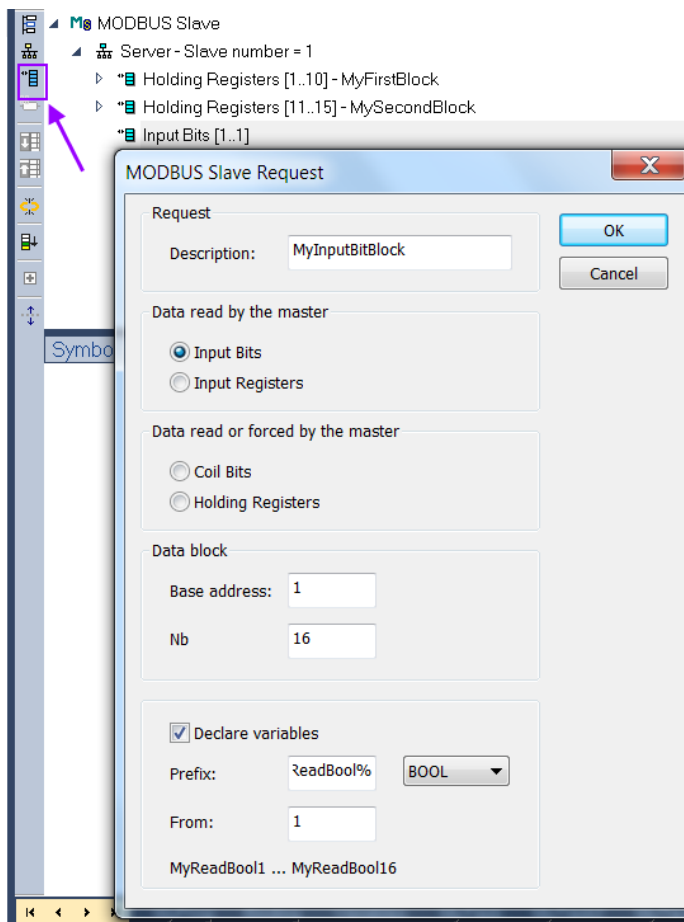 MODBUS Slave
Server - Slave number = 1
Holding Registers [1..10] - MyFirstBlock
Holding Registers [11..15] - MySecondBlock
Input Bits [1..1]
MODBUS Slave Request
Request
Description: MyInputBitBlock
OK
Cancel
Data read by the master
Input Bits
Input Registers
Symbo
Data read or forced by the master
Coil Bits
Holding Registers
Data block
Base address: 1
Nb 16
Declare variables
Prefix: ReadBool% BOOL
From: 1
MyReadBool1 ... MyReadBool16